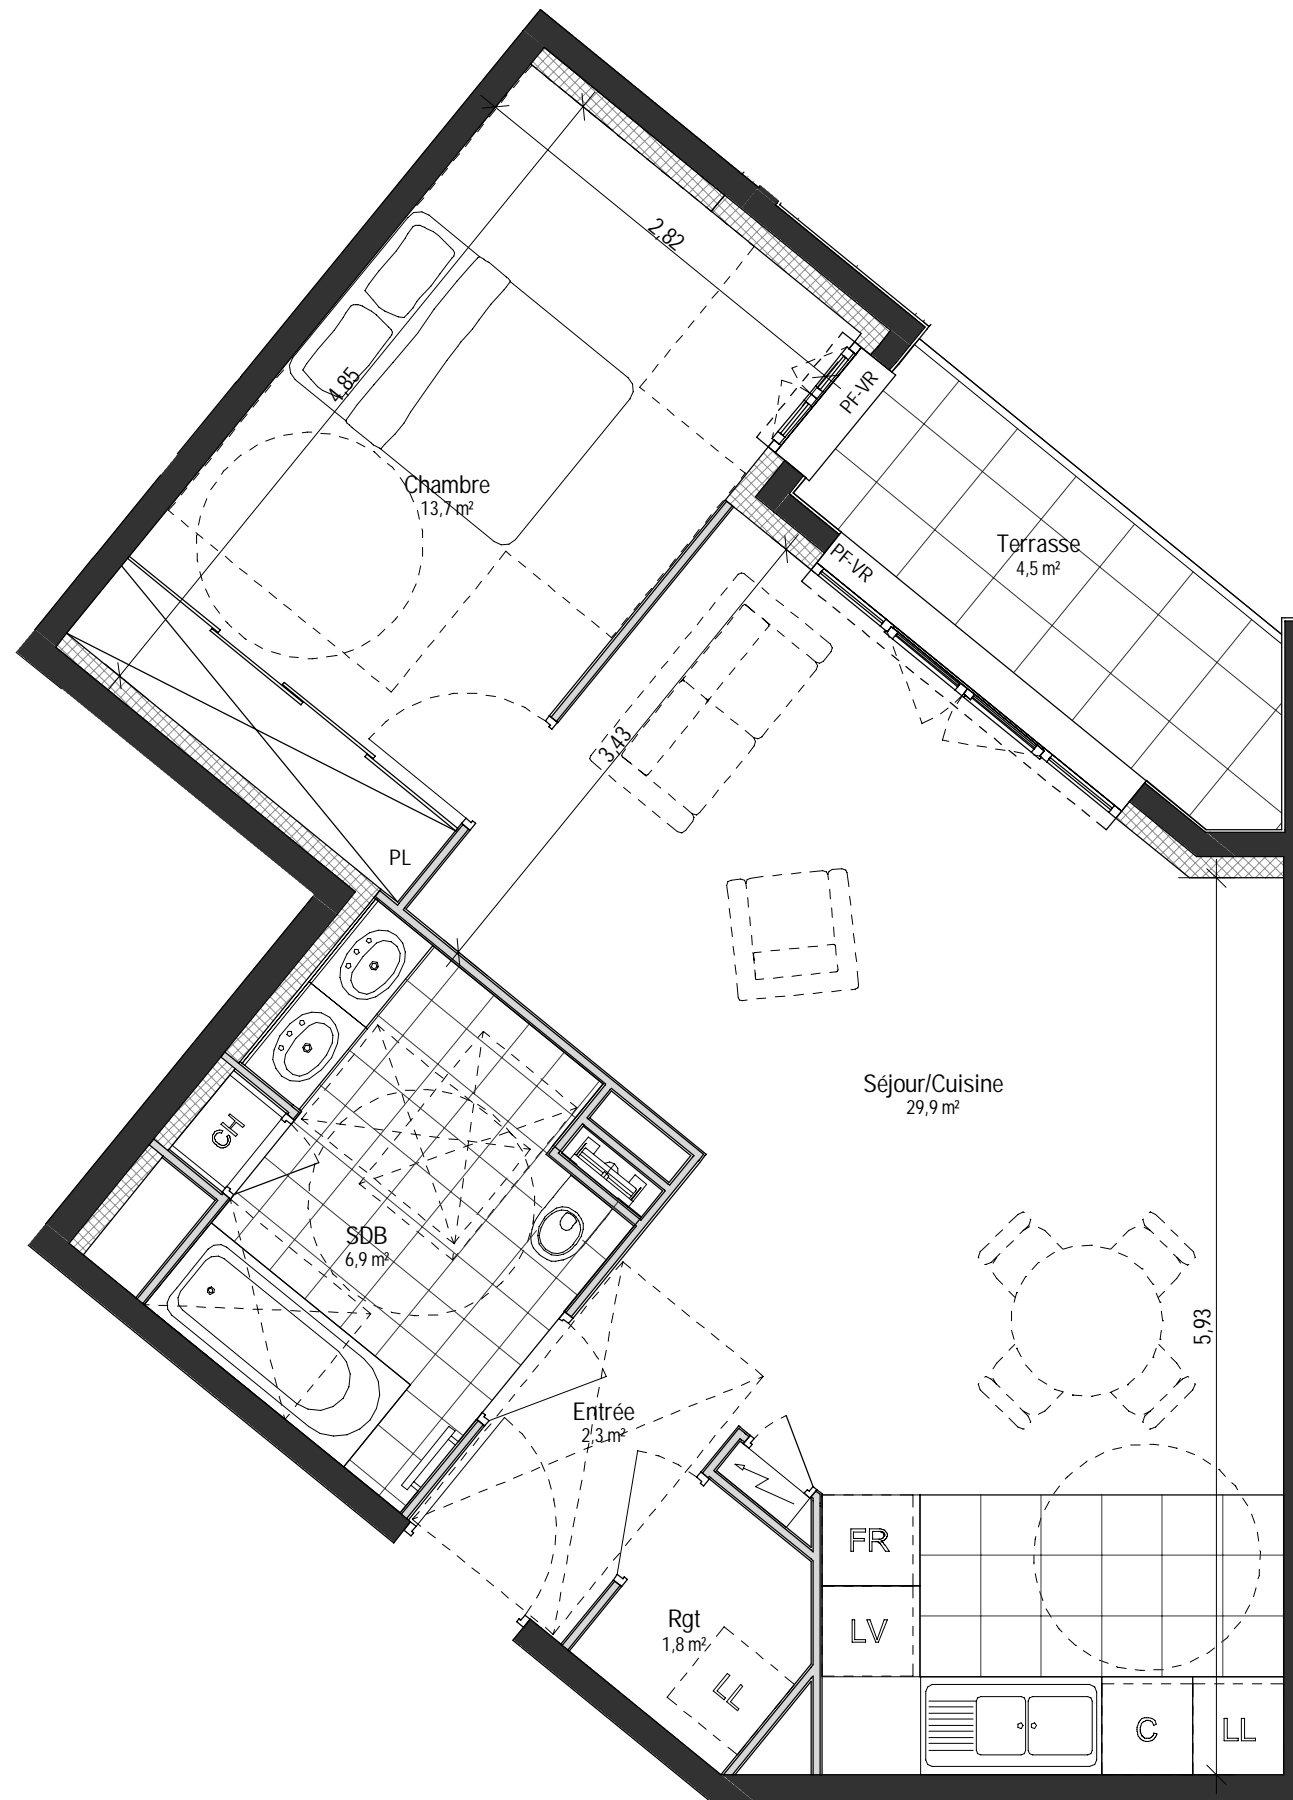 2,82
PF-VR
4,85
Chambre
13,7 m²
Terrasse
4,5 m²
PF-VR
3,43
PL
Séjour/Cuisine
29,9 m²
CH
SDB
6,9 m²
5,93
Entrée
2,3 m²
FR
Rgt
1,8 m²
LV
LL
C
LL